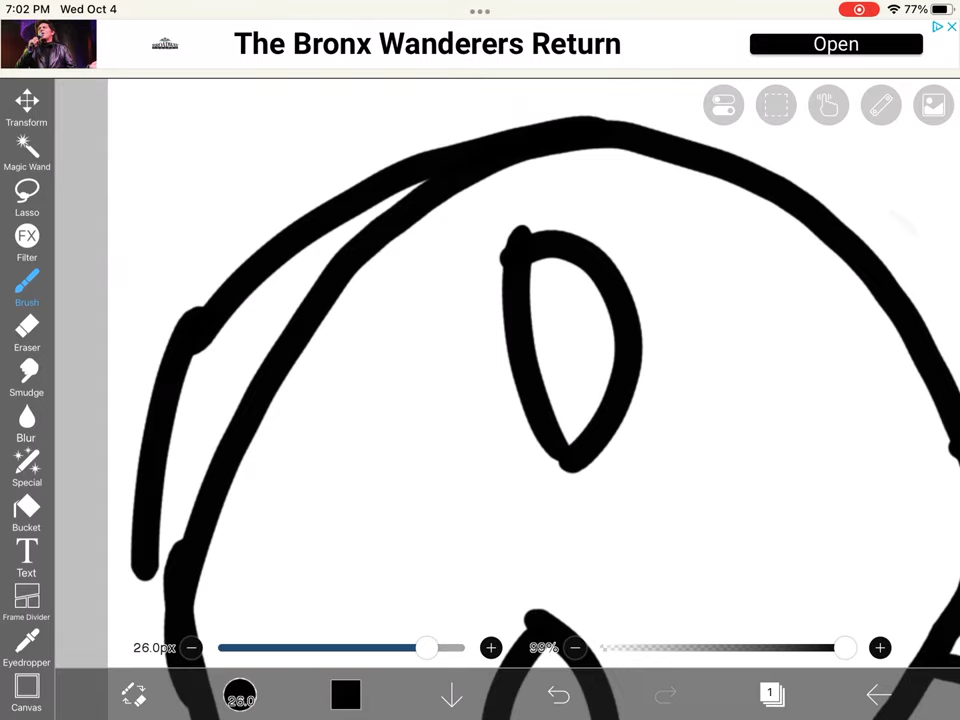 7:02 PM Wed Oct 4
77%
The Bronx Wanderers Return
Open
Transform
Magic Wand
Lasso
FX
Filter
Brush
Eraser
Smudge
Blur
Special
Bucket
T
Text
Frame Divider
Eyedropper
Canvas
26.0px
99%
26.0
1